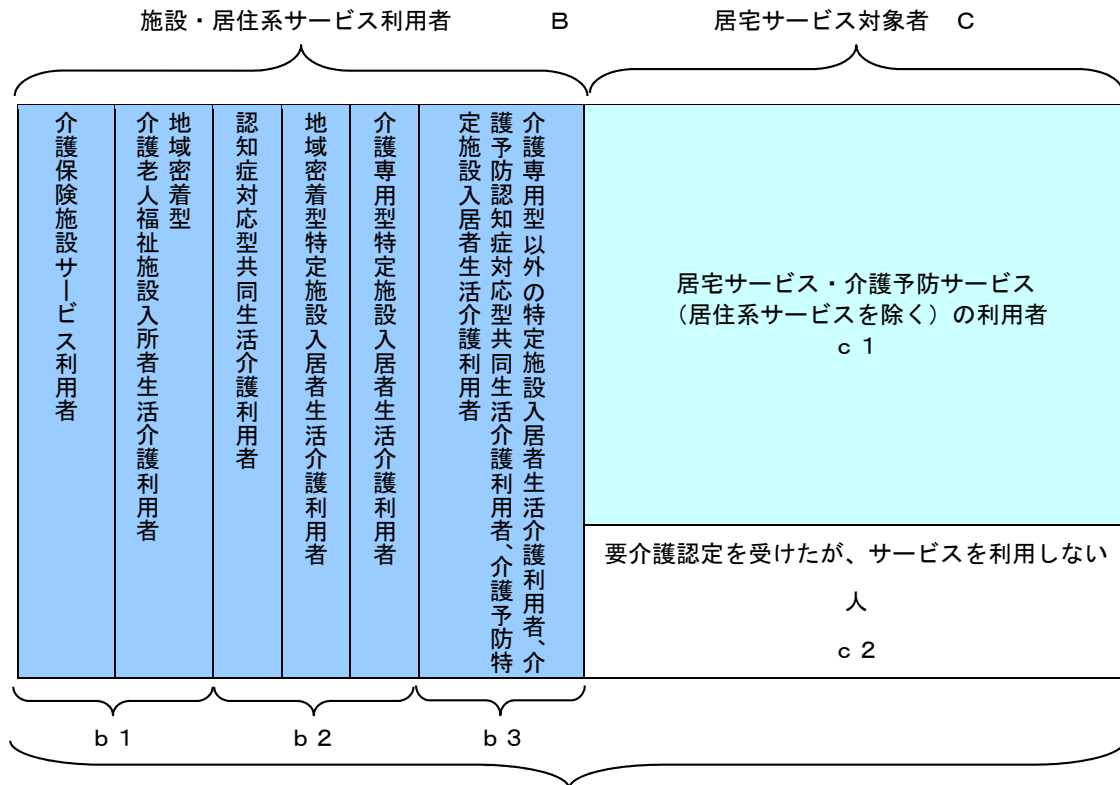 施設・居住系サービス利用者 B
居宅サービス対象者 C
介護保険施設サービス利用者
地域密着型
介護老人福祉施設入所者生活介護利用者
認知症対応型共同生活介護利用者
地域密着型特定施設入居者生活介護利用者
介護専用型特定施設入居者生活介護利用者
介護専用型以外の特定施設入居者生活介護利用者、介
護予防認知症対応型共同生活介護利用者、介護予防特
定施設入居者生活介護利用者
居宅サービス・介護予防サービス
（居住系サービスを除く）の利用者
ｃ１
要介護認定を受けたが、サービスを利用しない
人
ｃ２
ｂ１
ｂ２
ｂ３